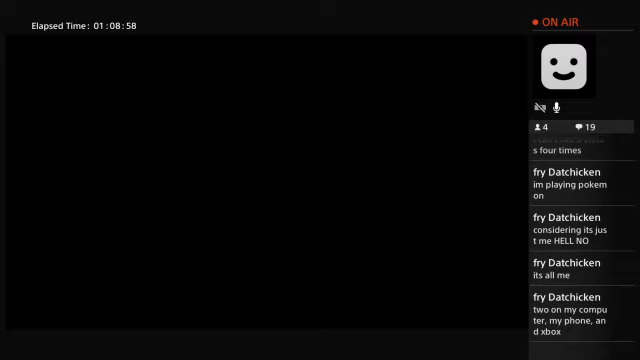 Elapsed Time: 01:08:58
ON AIR
4
19
s four times
fry Datchicken
im playing pokem
on
fry Datchicken
considering its jus
t me HELL NO
fry Datchicken
its all me
fry Datchicken
two on my compu
ter, my phone, an
d xbox